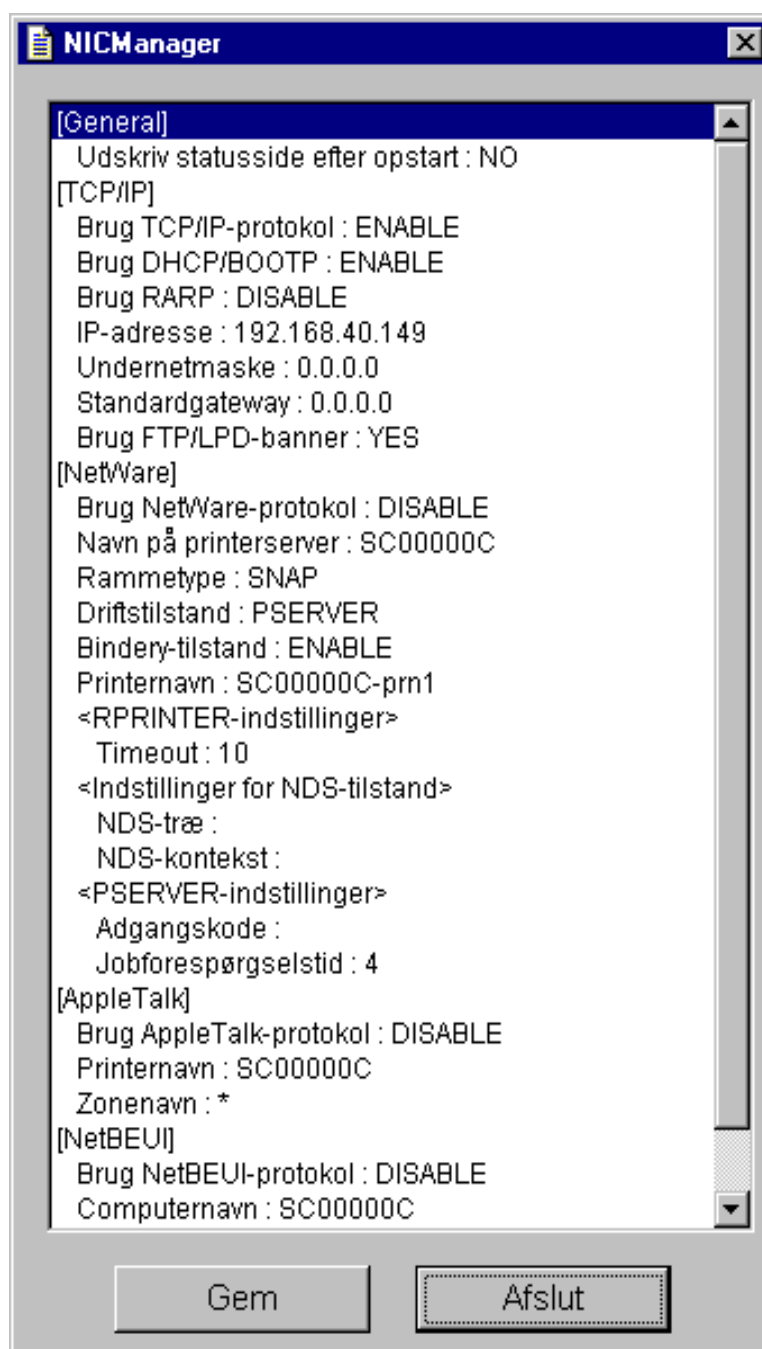 NICManager
[General]
Udskriv statusside efter opstart : NO
[TCP/IP]
Brug TCP/IP-protokol : ENABLE
Brug DHCP/BOOTP : ENABLE
Brug RARP : DISABLE
IP-adresse : 192.168.40.149
Undernetmaske : 0.0.0.0
Standardgateway : 0.0.0.0
Brug FTP/LPD-banner : YES
[NetWare]
Brug NetWare-protokol : DISABLE
Navn på printerserver : SC00000C
Rammetype : SNAP
Driftstilstand : PSERVER
Bindery-tilstand : ENABLE
Printernavn : SC00000C-prn1
<RPRINTER-indstillinger>
Timeout : 10
<Indstillinger for NDS-tilstand>
NDS-træ :
NDS-kontekst :
<PSERVER-indstillinger>
Adgangskode :
Jobforespørgselstid : 4
[AppleTalk]
Brug AppleTalk-protokol : DISABLE
Printernavn : SC00000C
Zonenavn : *
[NetBEUI]
Brug NetBEUI-protokol : DISABLE
Computernavn : SC00000C
Gem
Afslut